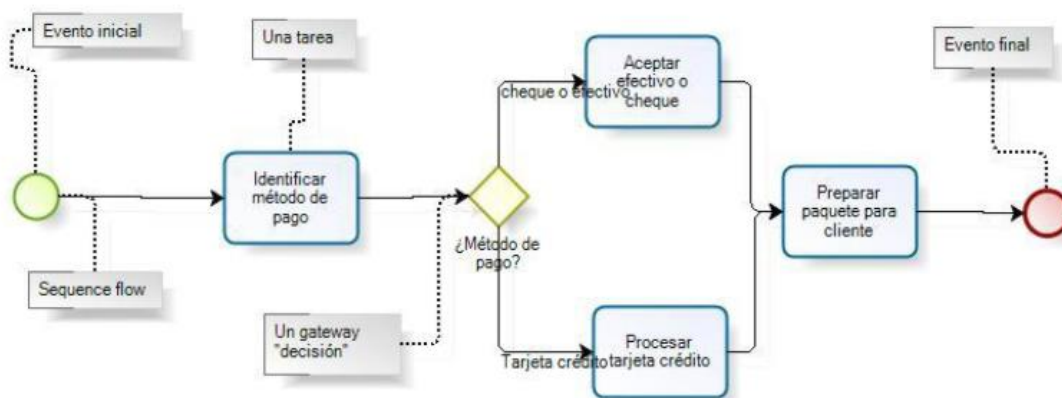 Evento inicial
Una tarea
Aceptar
efectivo o
cheque
Evento final
cheque o efectivo
Identificar
método de
pago
Preparar
paquete para
cliente
¿Método de
pago?
Sequence flow
Un gateway
"decisión"
Procesar
tarjeta crédito
Tarjeta crédito